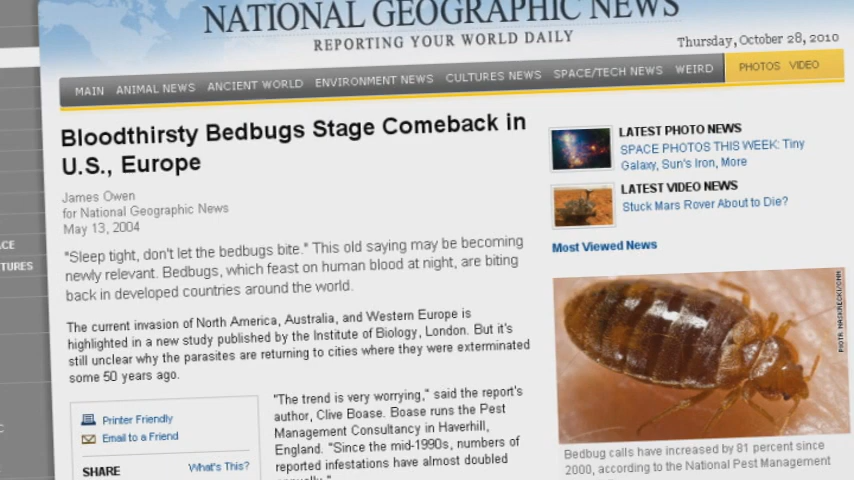 NATIONAL GEOGRAPHIC NEWS
REPORTING YOUR WORLD DAILY
Thursday, October 28, 2010
MAIN ANIMAL NEWS ANCIENT WORLD ENVIRONMENT NEWS CULTURES NEWS SPACE/TECH NEWS WEIRD PHOTOS VIDEO
Bloodthirsty Bedbugs Stage Comeback in
U.S., Europe
James Owen
for National Geographic News
May 13, 2004
"Sleep tight, don't let the bedbugs bite." This old saying may be becoming
newly relevant. Bedbugs, which feast on human blood at night, are biting
back in developed countries around the world.
The current invasion of North America, Australia, and Western Europe is
highlighted in a new study published by the Institute of Biology, London. But it's
still unclear why the parasites are returning to cities where they were exterminated
some 50 years ago.
Printer Friendly
Email to a Friend
SHARE What's This?
"The trend is very worrying," said the report's
author, Clive Boase. Boase runs the Pest
Management Consultancy in Haverhill,
England. "Since the mid-1990s, numbers of
reported infestations have almost doubled
annually."
LATEST PHOTO NEWS
SPACE PHOTOS THIS WEEK: Tiny
Galaxy, Sun's Iron, More
LATEST VIDEO NEWS
Stuck Mars Rover About to Die?
Most Viewed News
PIOTR NASKRECKI/CDC
Bedbug calls have increased by 81 percent since
2000, according to the National Pest Management
CE
TURES